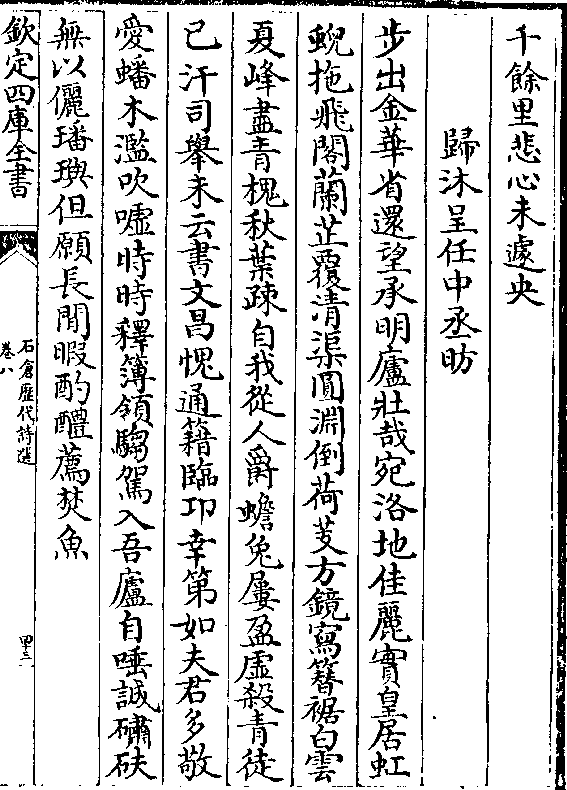 千餘里悲心未遽央
歸沐呈任中丞昉
步出金華省還望承明廬壯哉宛洛地佳麗實皇居虹
蜺拖飛閣蘭芷覆清渠圓淵倒荷芰方鏡寫簪裾白雲
夏峰盡青槐秋葉疎自我從人爵蟾兔屢盈虛殺青徒
已汗司舉未云書文昌愧通籍臨卭幸第如夫君多敬
愛蟠木濫吹噓時時釋簿領騶駕入吾廬自唾誠䃤砆
無以儷璠璵但願長閒暇酌醴薦焚魚
欽定四庫全書
石倉歷代詩選
卷八
四三